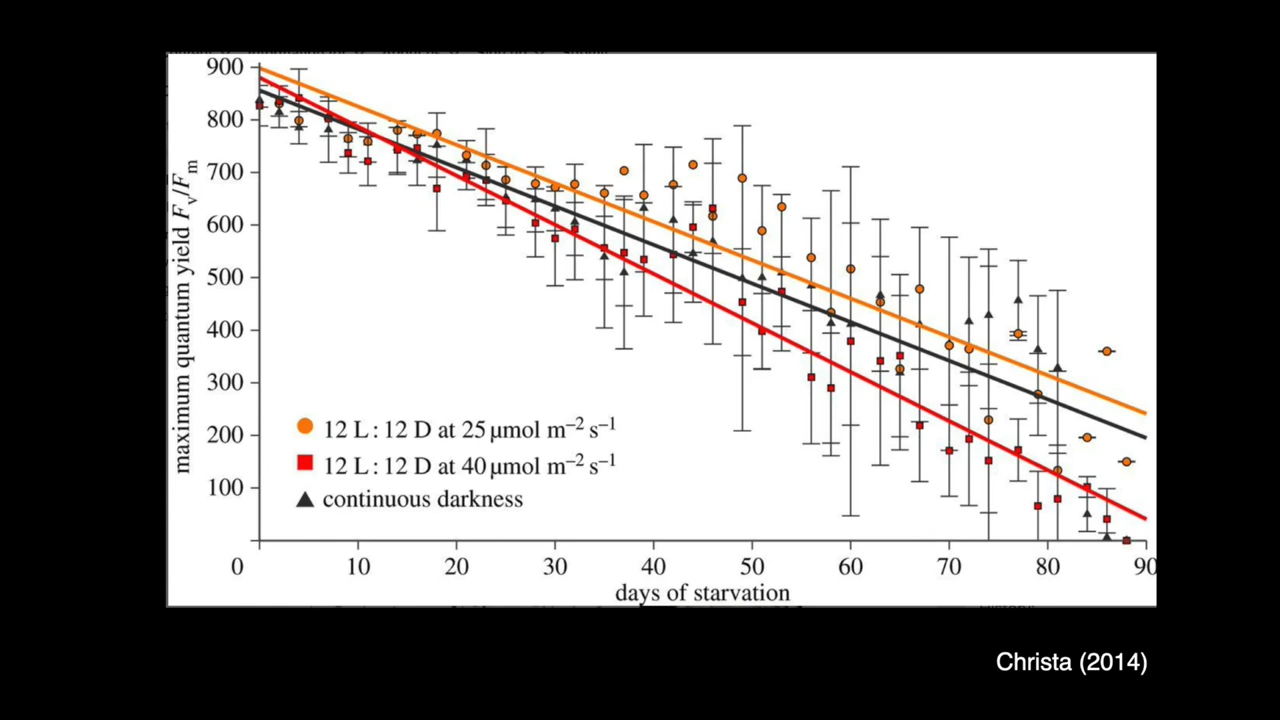 900
800
700
600
500
400
300
200
100
maximum quantum yield Fv/Fm
12 L : 12 D at 25 μmol m⁻² s⁻¹
12 L : 12 D at 40 μmol m⁻² s⁻¹
continuous darkness
0 10 20 30 40 50 60 70 80 90
days of starvation
Christa (2014)